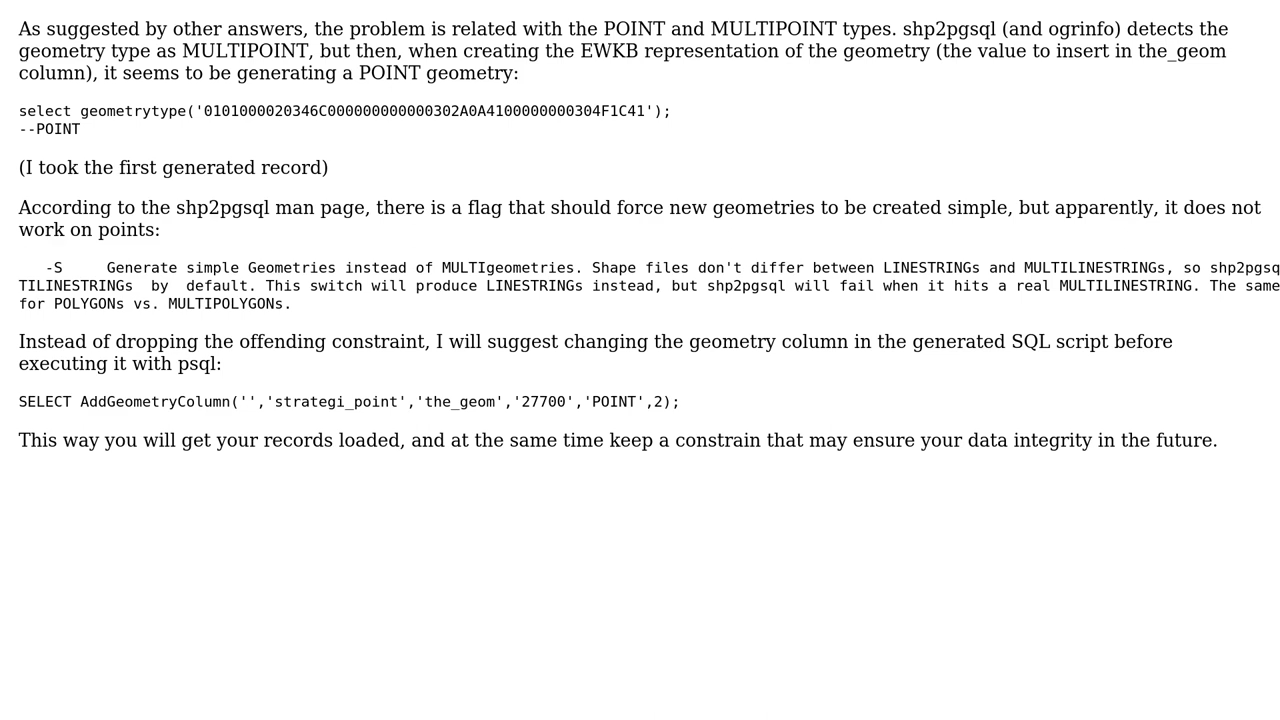 As suggested by other answers, the problem is related with the POINT and MULTIPOINT types. shp2pgsql (and ogrinfo) detects the
geometry type as MULTIPOINT, but then, when creating the EWKB representation of the geometry (the value to insert in the_geom
column), it seems to be generating a POINT geometry:
select geometrytype('0101000020346C000000000000302A0A4100000000304F1C41');
--POINT
(I took the first generated record)
According to the shp2pgsql man page, there is a flag that should force new geometries to be created simple, but apparently, it does not
work on points:
-S     Generate simple Geometries instead of MULTIgeometries. Shape files don't differ between LINESTRINGs and MULTILINESTRINGs, so shp2pgsq
TILINESTRINGs  by  default. This switch will produce LINESTRINGs instead, but shp2pgsql will fail when it hits a real MULTILINESTRING. The same
for POLYGONs vs. MULTIPOLYGONs.
Instead of dropping the offending constraint, I will suggest changing the geometry column in the generated SQL script before
executing it with psql:
SELECT AddGeometryColumn('','strategi_point','the_geom','27700','POINT',2);
This way you will get your records loaded, and at the same time keep a constrain that may ensure your data integrity in the future.